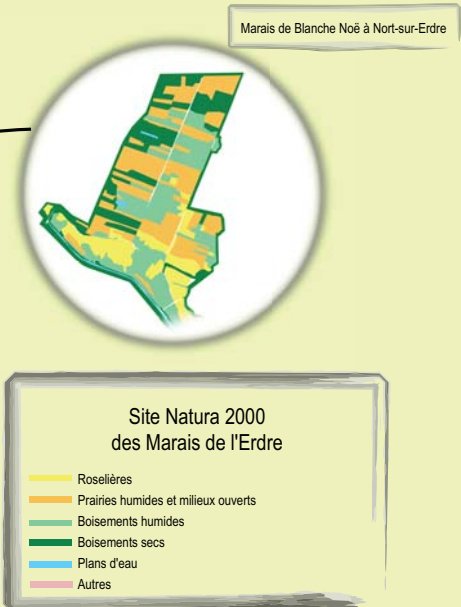 Marais de Blanche Noë à Nort-sur-Erdre
Site Natura 2000
des Marais de l'Erdre
Roselières
Prairies humides et milieux ouverts
Boisements humides
Boisements secs
Plans d'eau
Autres